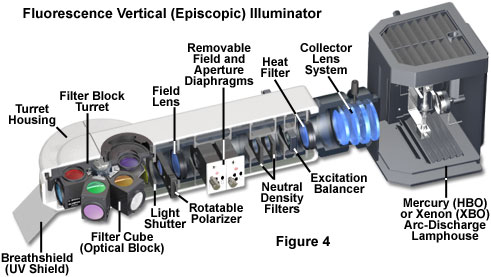 Fluorescence Vertical (Episcopic) Illuminator
Removable
Field and
Aperture
Diaphragms
Collector
Lens
System
Heat
Filter
Field
Lens
Filter Block
Turret
Turret
Housing
Light
Shutter
Rotatable
Polarizer
Neutral
Density
Filters
Excitation
Balancer
Breathshield
(UV Shield)
Filter Cube
(Optical Block)
Figure 4
Mercury (HBO)
or Xenon (XBO)
Arc-Discharge
Lamphouse